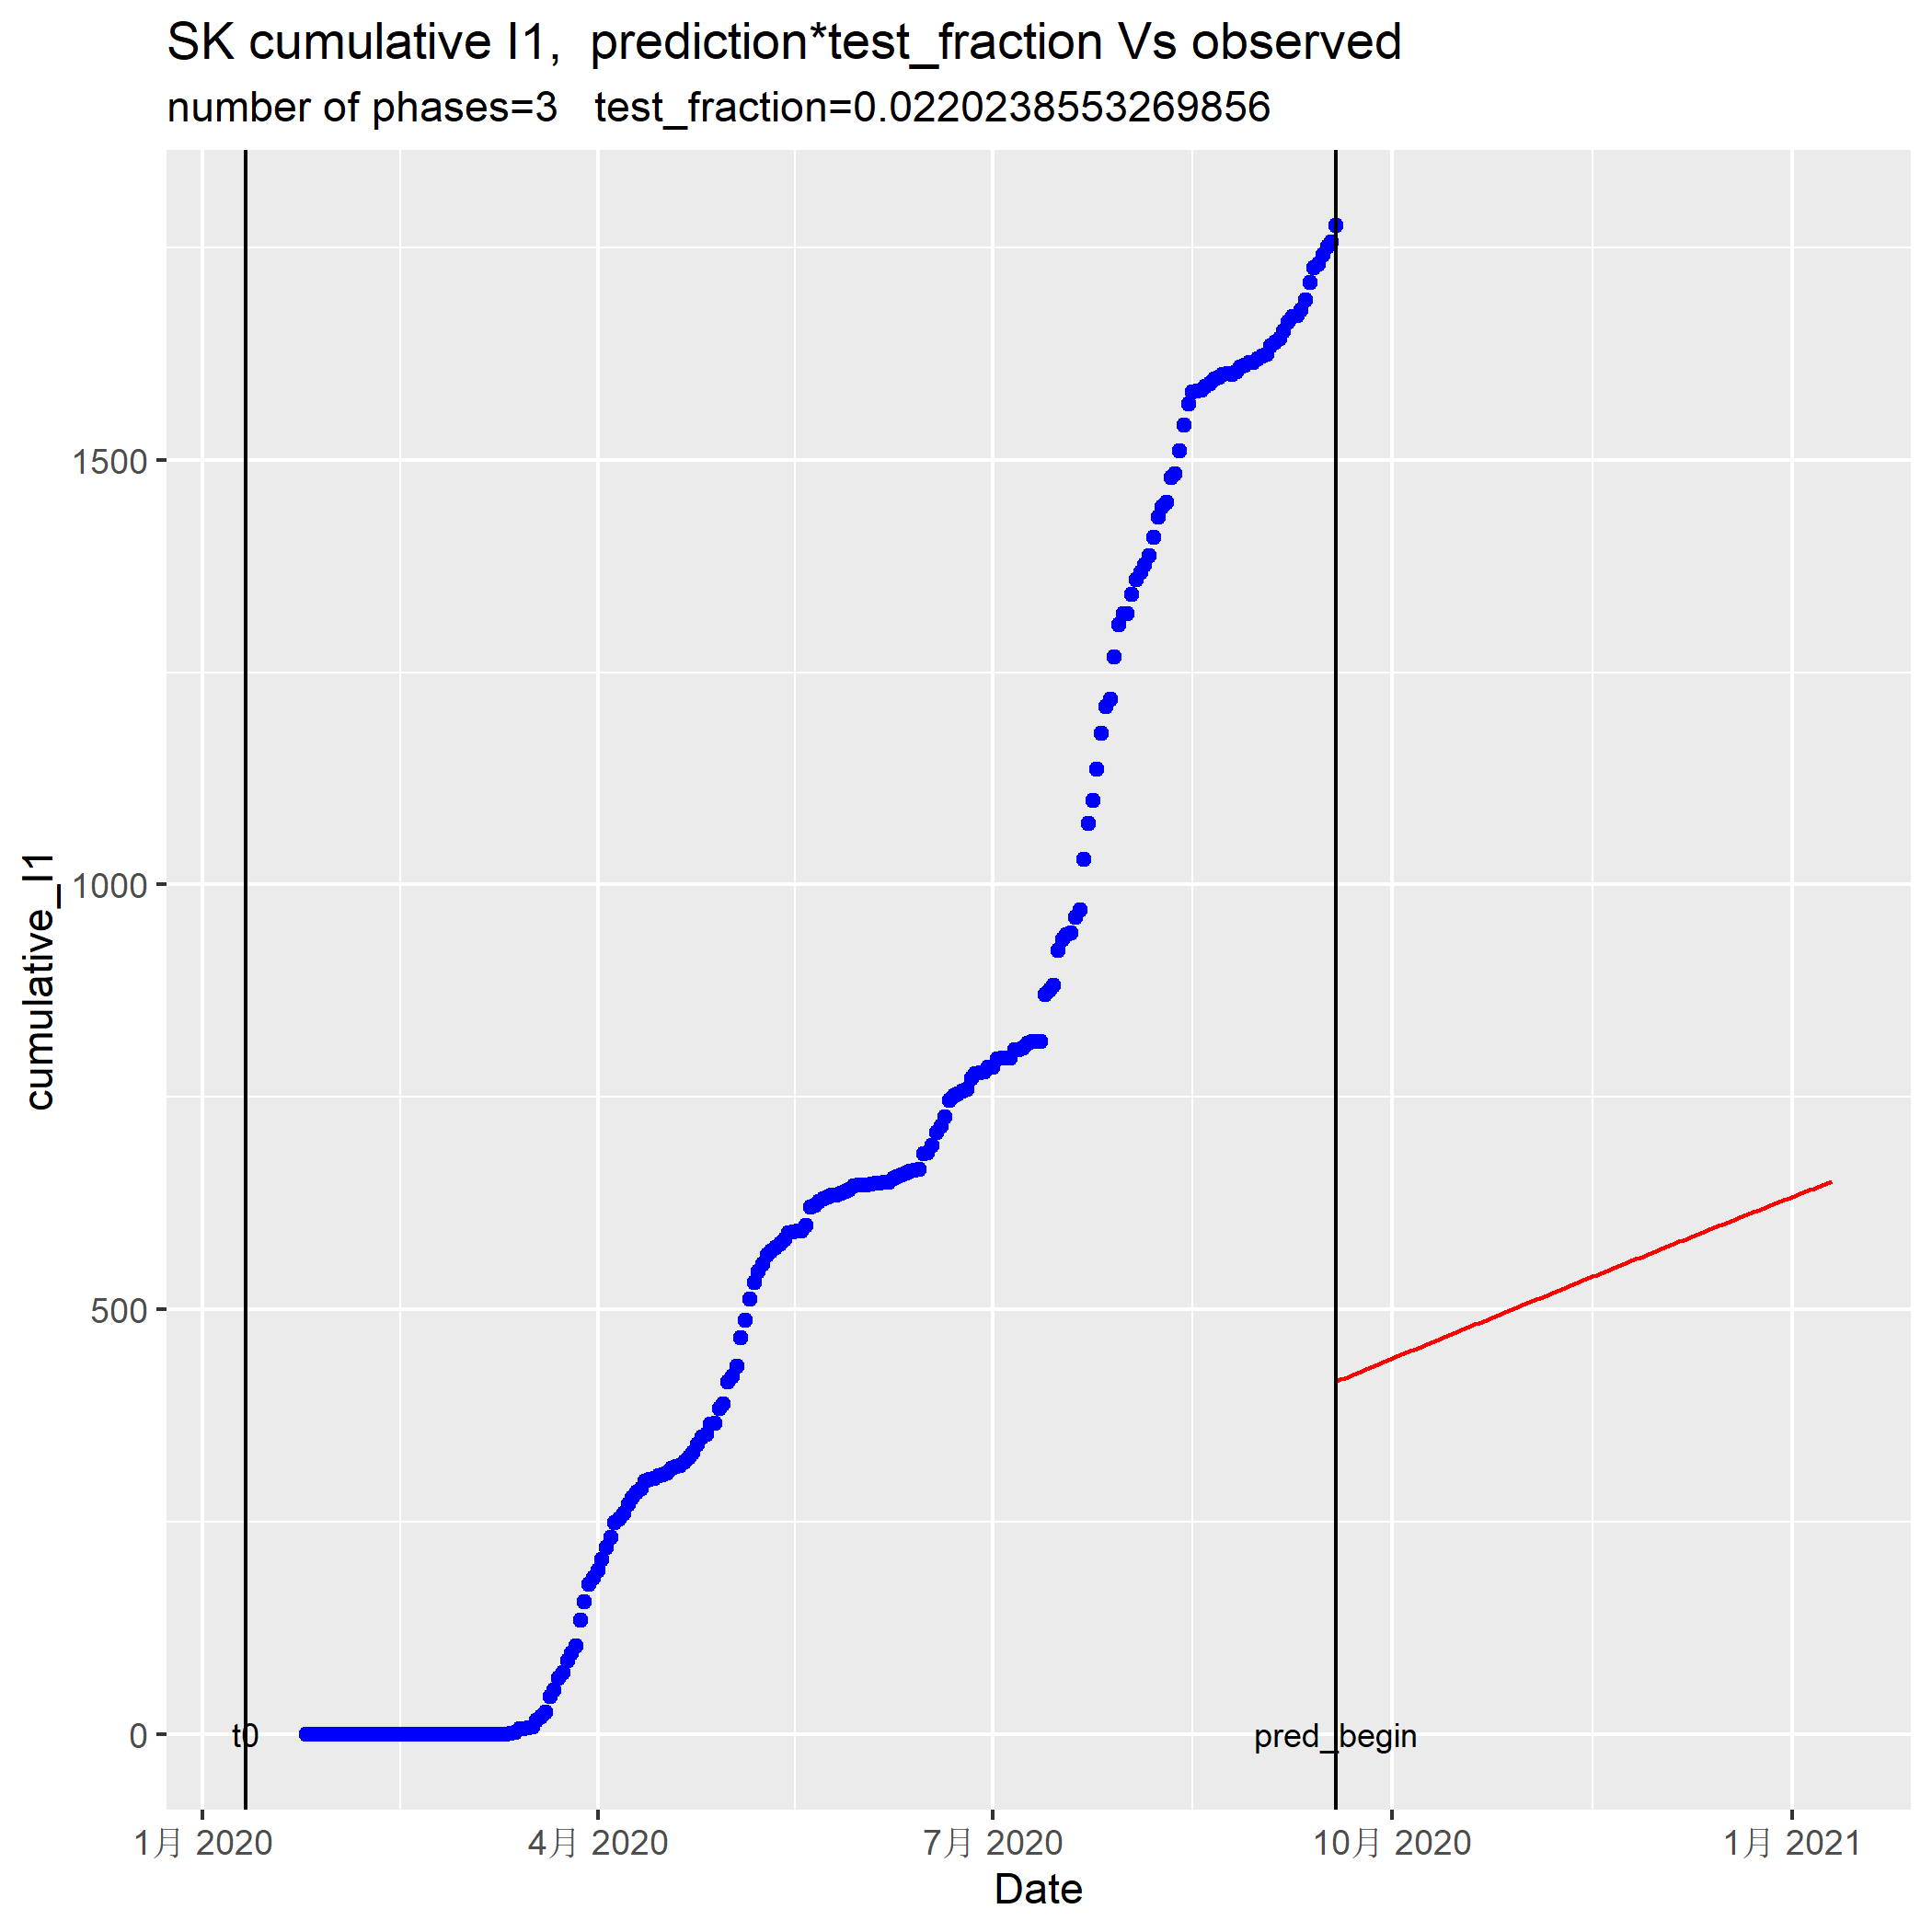 SK cumulative I1,  prediction*test_fraction Vs observed
number of phases=3   test_fraction=0.0220238553269856
cumulative_I1
1500
1000
500
0
t0
pred_begin
1月 2020
4月 2020
7月 2020
10月 2020
1月 2021
Date